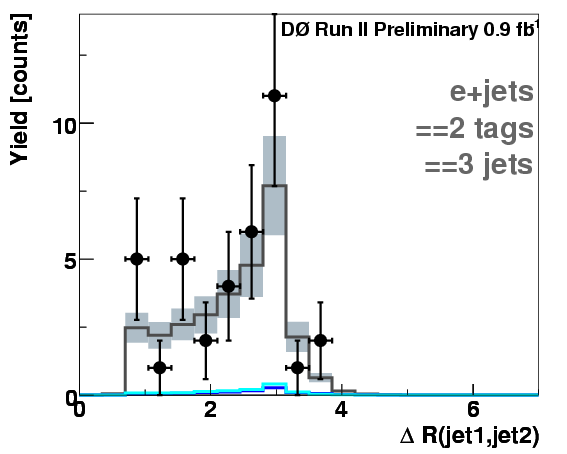 DØ Run II Preliminary 0.9 fb⁻¹
e+jets
==2 tags
==3 jets
Yield [counts]
10
5
0
0 2 4 6
Δ R(jet1,jet2)